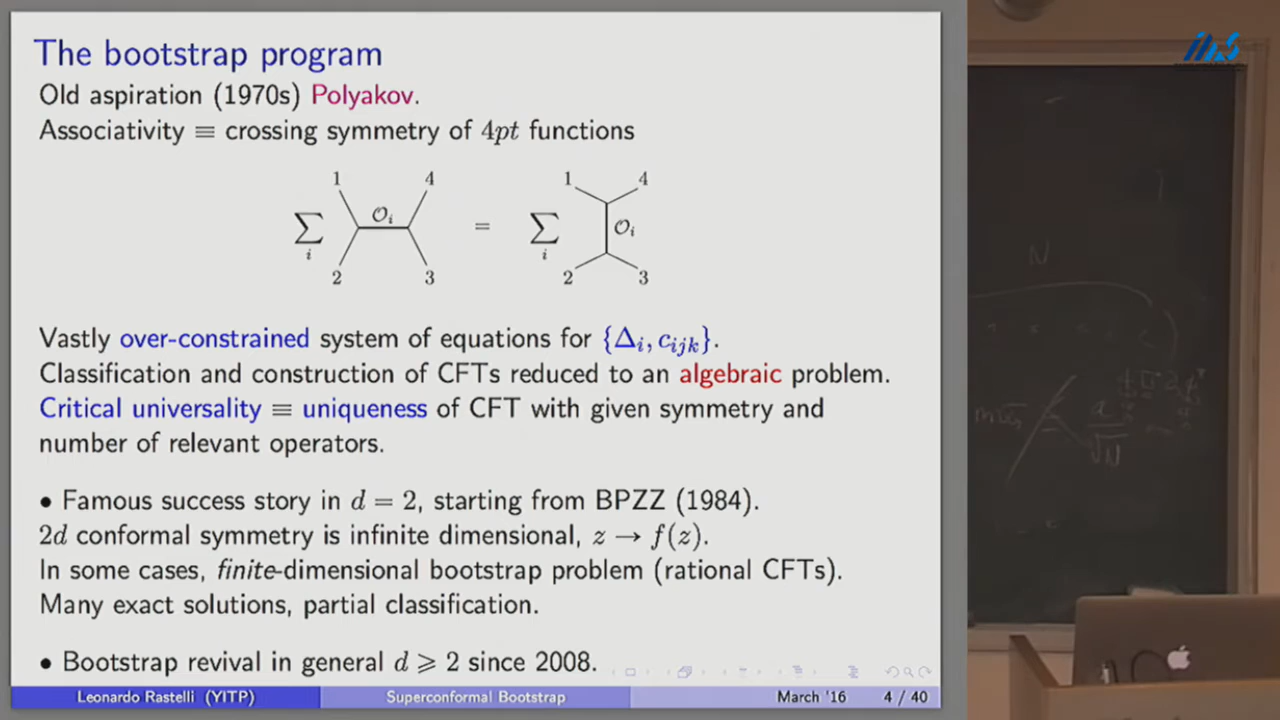 The bootstrap program
Old aspiration (1970s) Polyakov.
Associativity ≡ crossing symmetry of 4pt functions
1 4 1 4
∑ i 𝒪i = ∑ i 𝒪i
2 3 2 3
Vastly over-constrained system of equations for {Δi, cijk}.
Classification and construction of CFTs reduced to an algebraic problem.
Critical universality ≡ uniqueness of CFT with given symmetry and
number of relevant operators.
• Famous success story in d = 2, starting from BPZZ (1984).
2d conformal symmetry is infinite dimensional, z → f(z).
In some cases, finite-dimensional bootstrap problem (rational CFTs).
Many exact solutions, partial classification.
• Bootstrap revival in general d ⩾ 2 since 2008.
Leonardo Rastelli (YITP) Superconformal Bootstrap March '16 4 / 40
N
a
√N